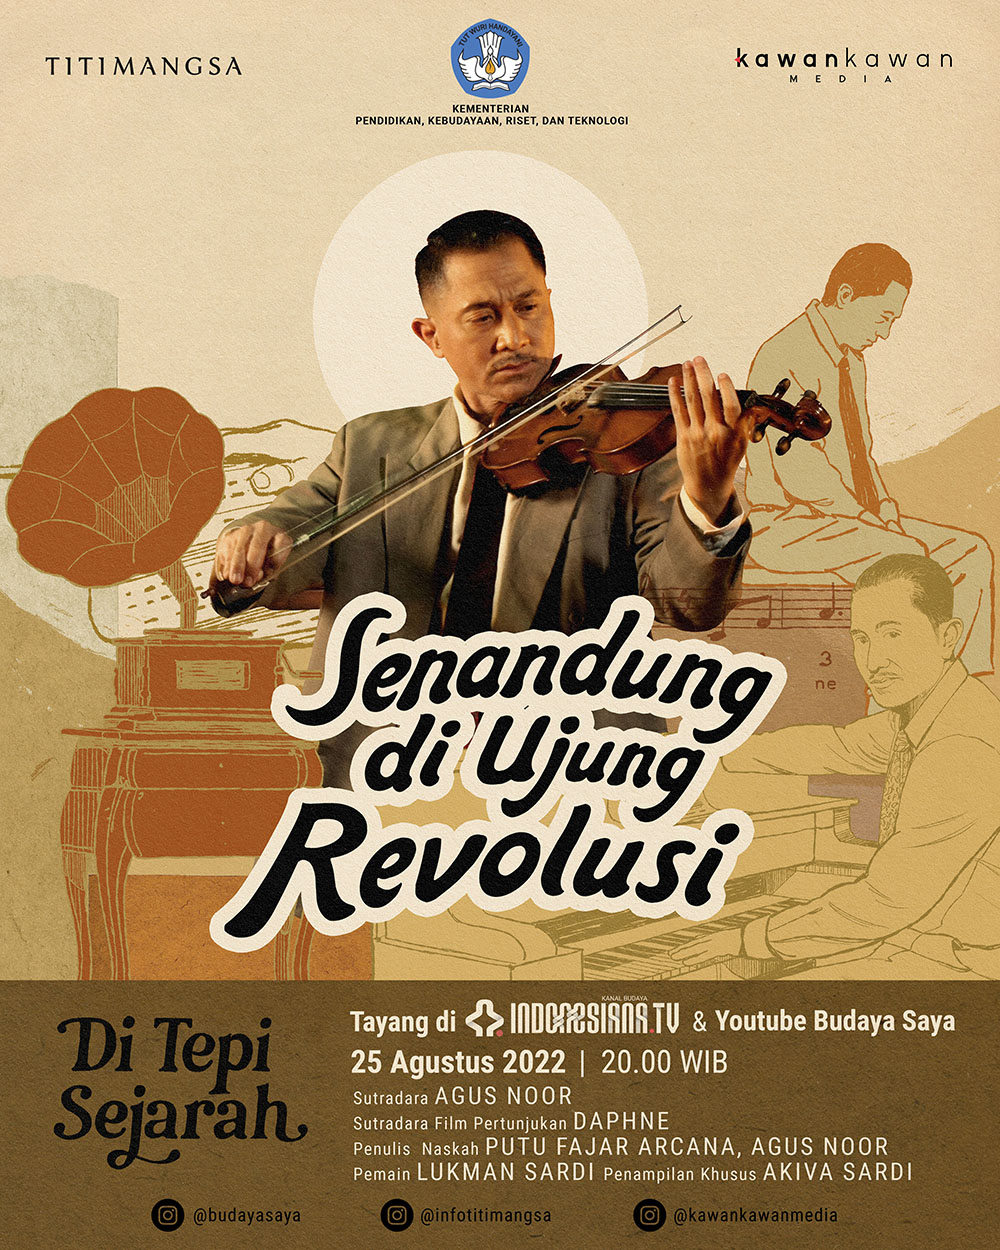 TITIMANGSA
TUT WURI HANDAYANI
KEMENTERIAN
PENDIDIKAN, KEBUDAYAAN, RISET, DAN TEKNOLOGI
kawankawan
MEDIA
3
ne
Senandung
di Ujung
Revolusi
Di Tepi
Sejarah
KANAL BUDAYA
Tayang di INDONESIANA.TV & Youtube Budaya Saya
25 Agustus 2022 | 20.00 WIB
Sutradara AGUS NOOR
Sutradara Film Pertunjukan DAPHNE
Penulis Naskah PUTU FAJAR ARCANA, AGUS NOOR
Pemain LUKMAN SARDI Penampilan Khusus AKIVA SARDI
@budayasaya
@infotitimangsa
@kawankawanmedia